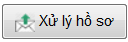 Xử lý hồ sơ